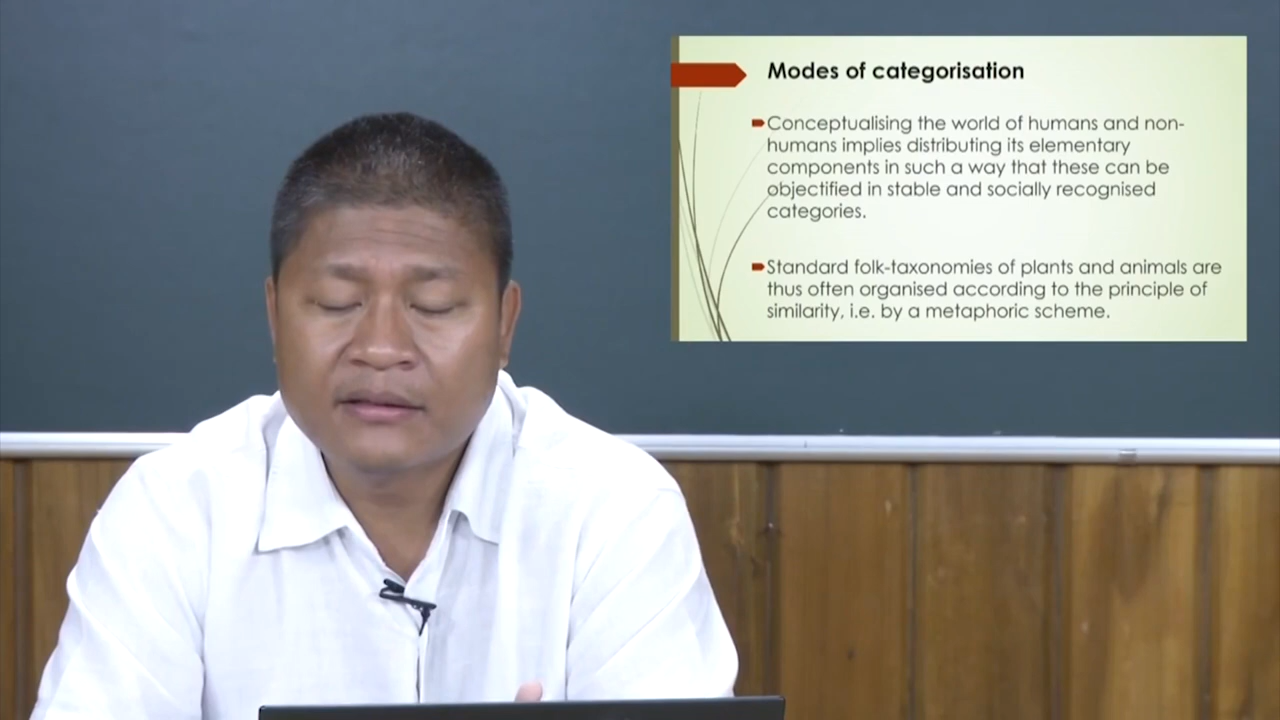 Modes of categorisation
Conceptualising the world of humans and non-
humans implies distributing its elementary
components in such a way that these can be
objectified in stable and socially recognised
categories.
Standard folk-taxonomies of plants and animals are
thus often organised according to the principle of
similarity, i.e. by a metaphoric scheme.